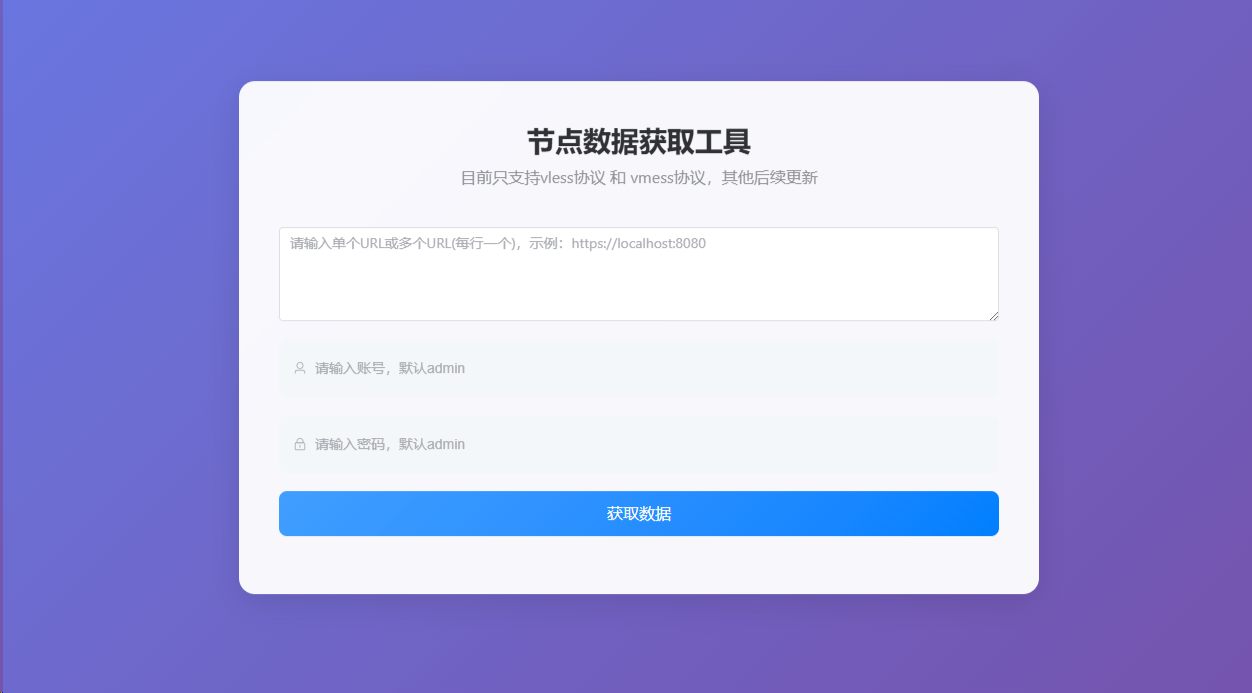 节点数据获取工具
目前只支持vless协议 和 vmess协议，其他后续更新
请输入单个URL或多个URL(每行一个)，示例：https://localhost:8080
请输入账号，默认admin
请输入密码，默认admin
获取数据